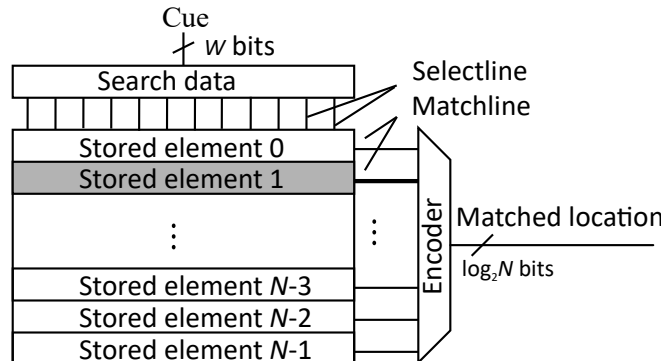 Cue
W bits
Search data
Selectline
Matchline
Stored element 0
Stored element 1
⋮
⋮
Encoder
Matched location
log₂N bits
Stored element N-3
Stored element N-2
Stored element N-1